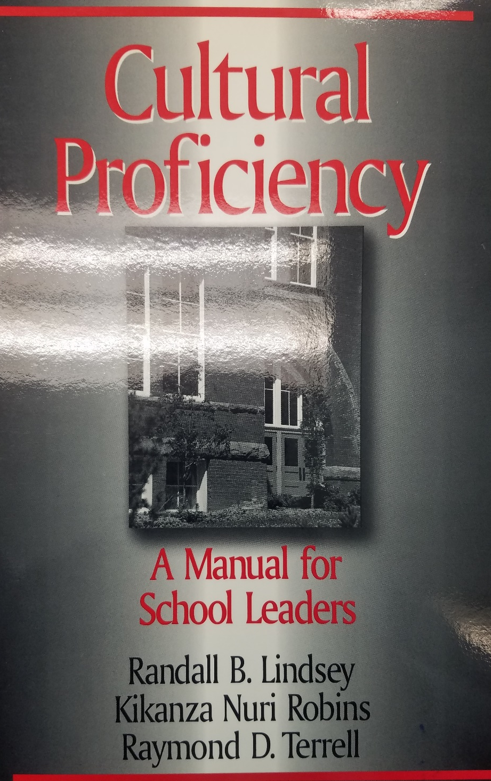 Cultural
Proficiency
A Manual for
School Leaders
Randall B. Lindsey
Kikanza Nuri Robins
Raymond D. Terrell